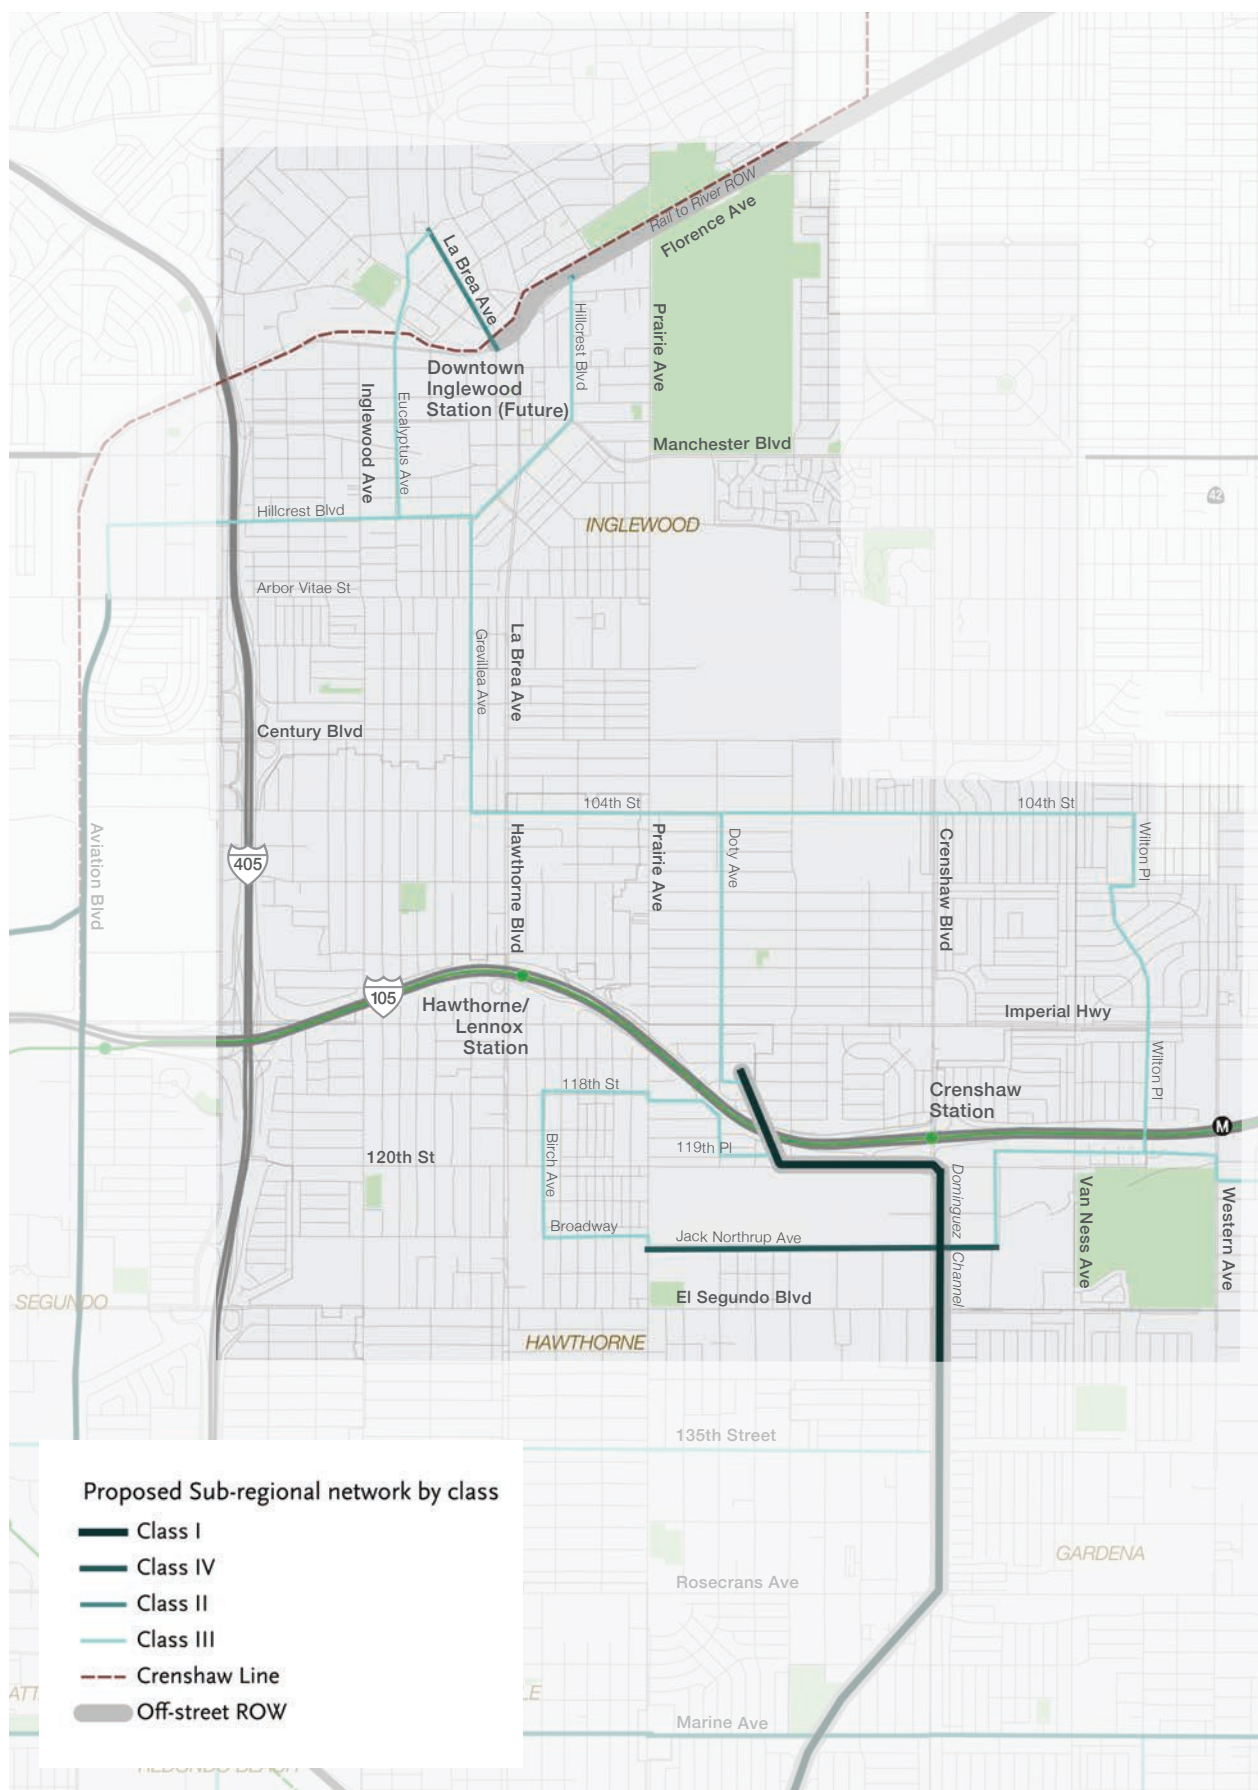 Rail to River ROW
Florence Ave
La Brea Ave
Hillcrest Blvd
Prairie Ave
Downtown
Inglewood
Station (Future)
Inglewood Ave
Eucalyptus Ave
Manchester Blvd
42
Hillcrest Blvd
INGLEWOOD
Arbor Vitae St
Grevillea Ave
La Brea Ave
Century Blvd
104th St
104th St
Aviation Blvd
405
Hawthorne Blvd
Prairie Ave
Doty Ave
Crenshaw Blvd
Wilton Pl
105
Hawthorne/
Lennox
Station
Imperial Hwy
Wilton Pl
118th St
Crenshaw
Station
M
Birch Ave
119th Pl
120th St
Dominguez Channel
Van Ness Ave
Western Ave
Broadway
Jack Northrup Ave
SEGUNDO
El Segundo Blvd
HAWTHORNE
135th Street
Proposed Sub-regional network by class
Class I
Class IV
Class II
Class III
Crenshaw Line
Off-street ROW
GARDENA
Rosecrans Ave
LE
Marine Ave
REDONDO BEACH